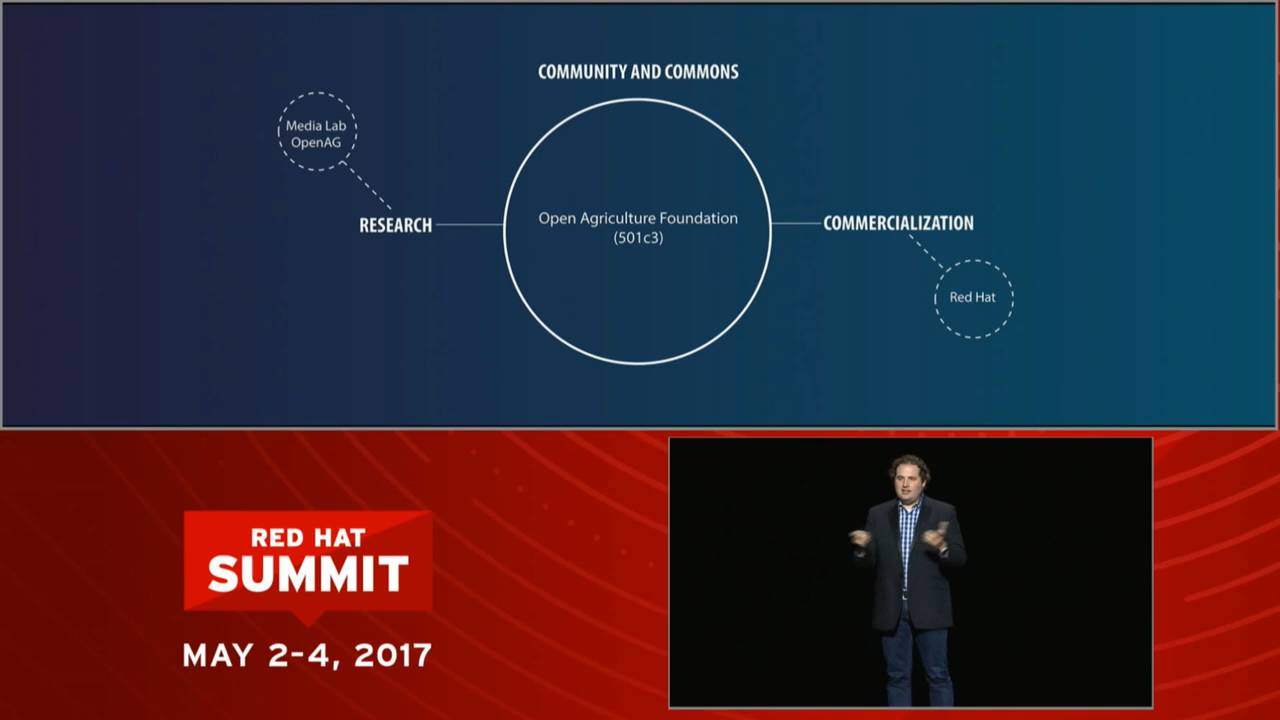 COMMUNITY AND COMMONS
Media Lab
OpenAG
RESEARCH
Open Agriculture Foundation
(501c3)
COMMERCIALIZATION
Red Hat
RED HAT
SUMMIT
MAY 2-4, 2017